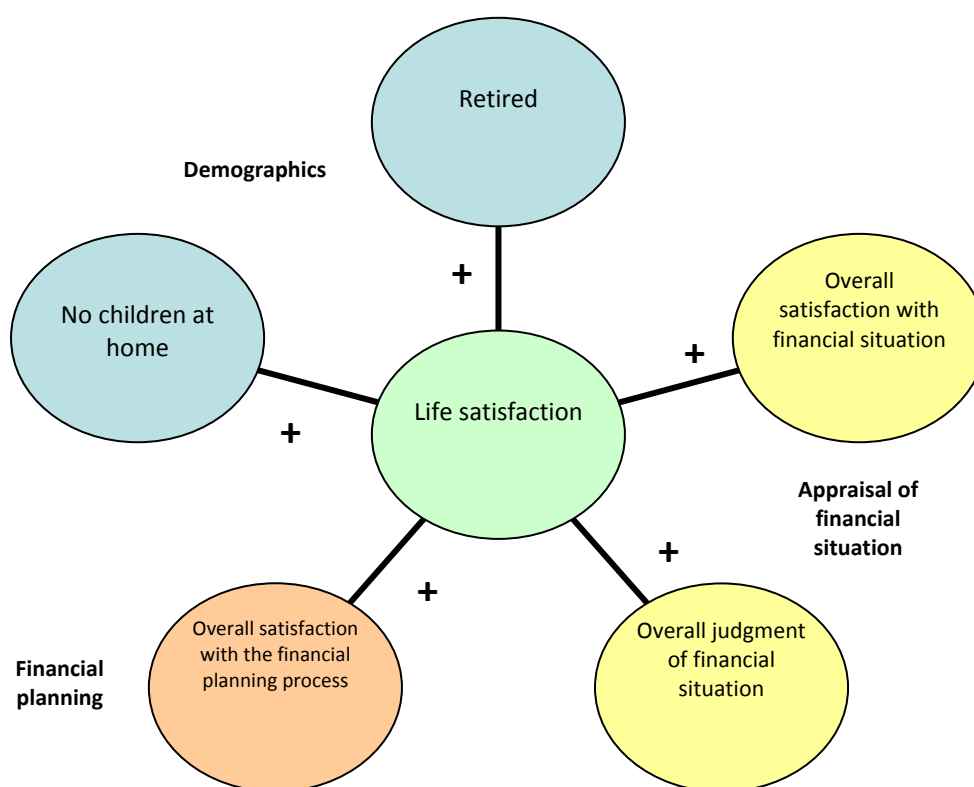 Retired
Demographics
+
No children at
home
+
Overall
satisfaction with
financial situation
+
Life satisfaction
Appraisal of
financial
situation
+
+
Overall satisfaction
with the financial
planning process
Overall judgment
of financial
situation
Financial
planning